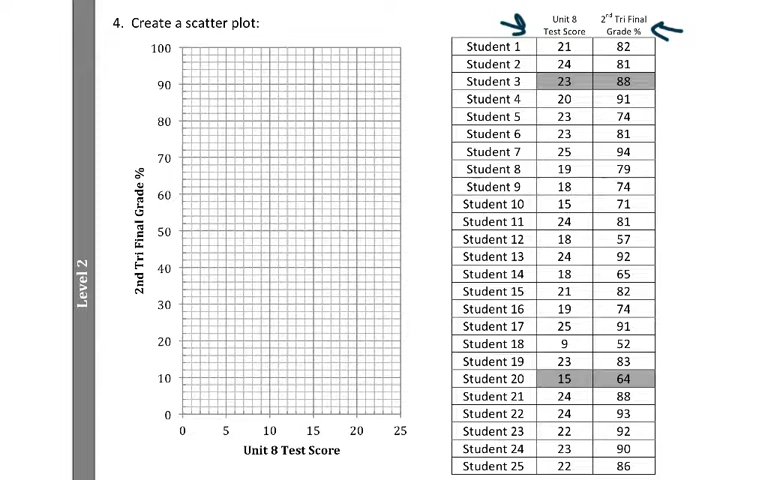 4. Create a scatter plot:
Level 2
2nd Tri Final Grade %
100
90
80
70
60
50
40
30
20
10
0
0 5 10 15 20 25
Unit 8 Test Score
Unit 8 Test Score 2nd Tri Final Grade %
Student 1 21 82
Student 2 24 81
Student 3 23 88
Student 4 20 91
Student 5 23 74
Student 6 23 81
Student 7 25 94
Student 8 19 79
Student 9 18 74
Student 10 15 71
Student 11 24 81
Student 12 18 57
Student 13 24 92
Student 14 18 65
Student 15 21 82
Student 16 19 74
Student 17 25 91
Student 18 9 52
Student 19 23 83
Student 20 15 64
Student 21 24 88
Student 22 24 93
Student 23 22 92
Student 24 23 90
Student 25 22 86